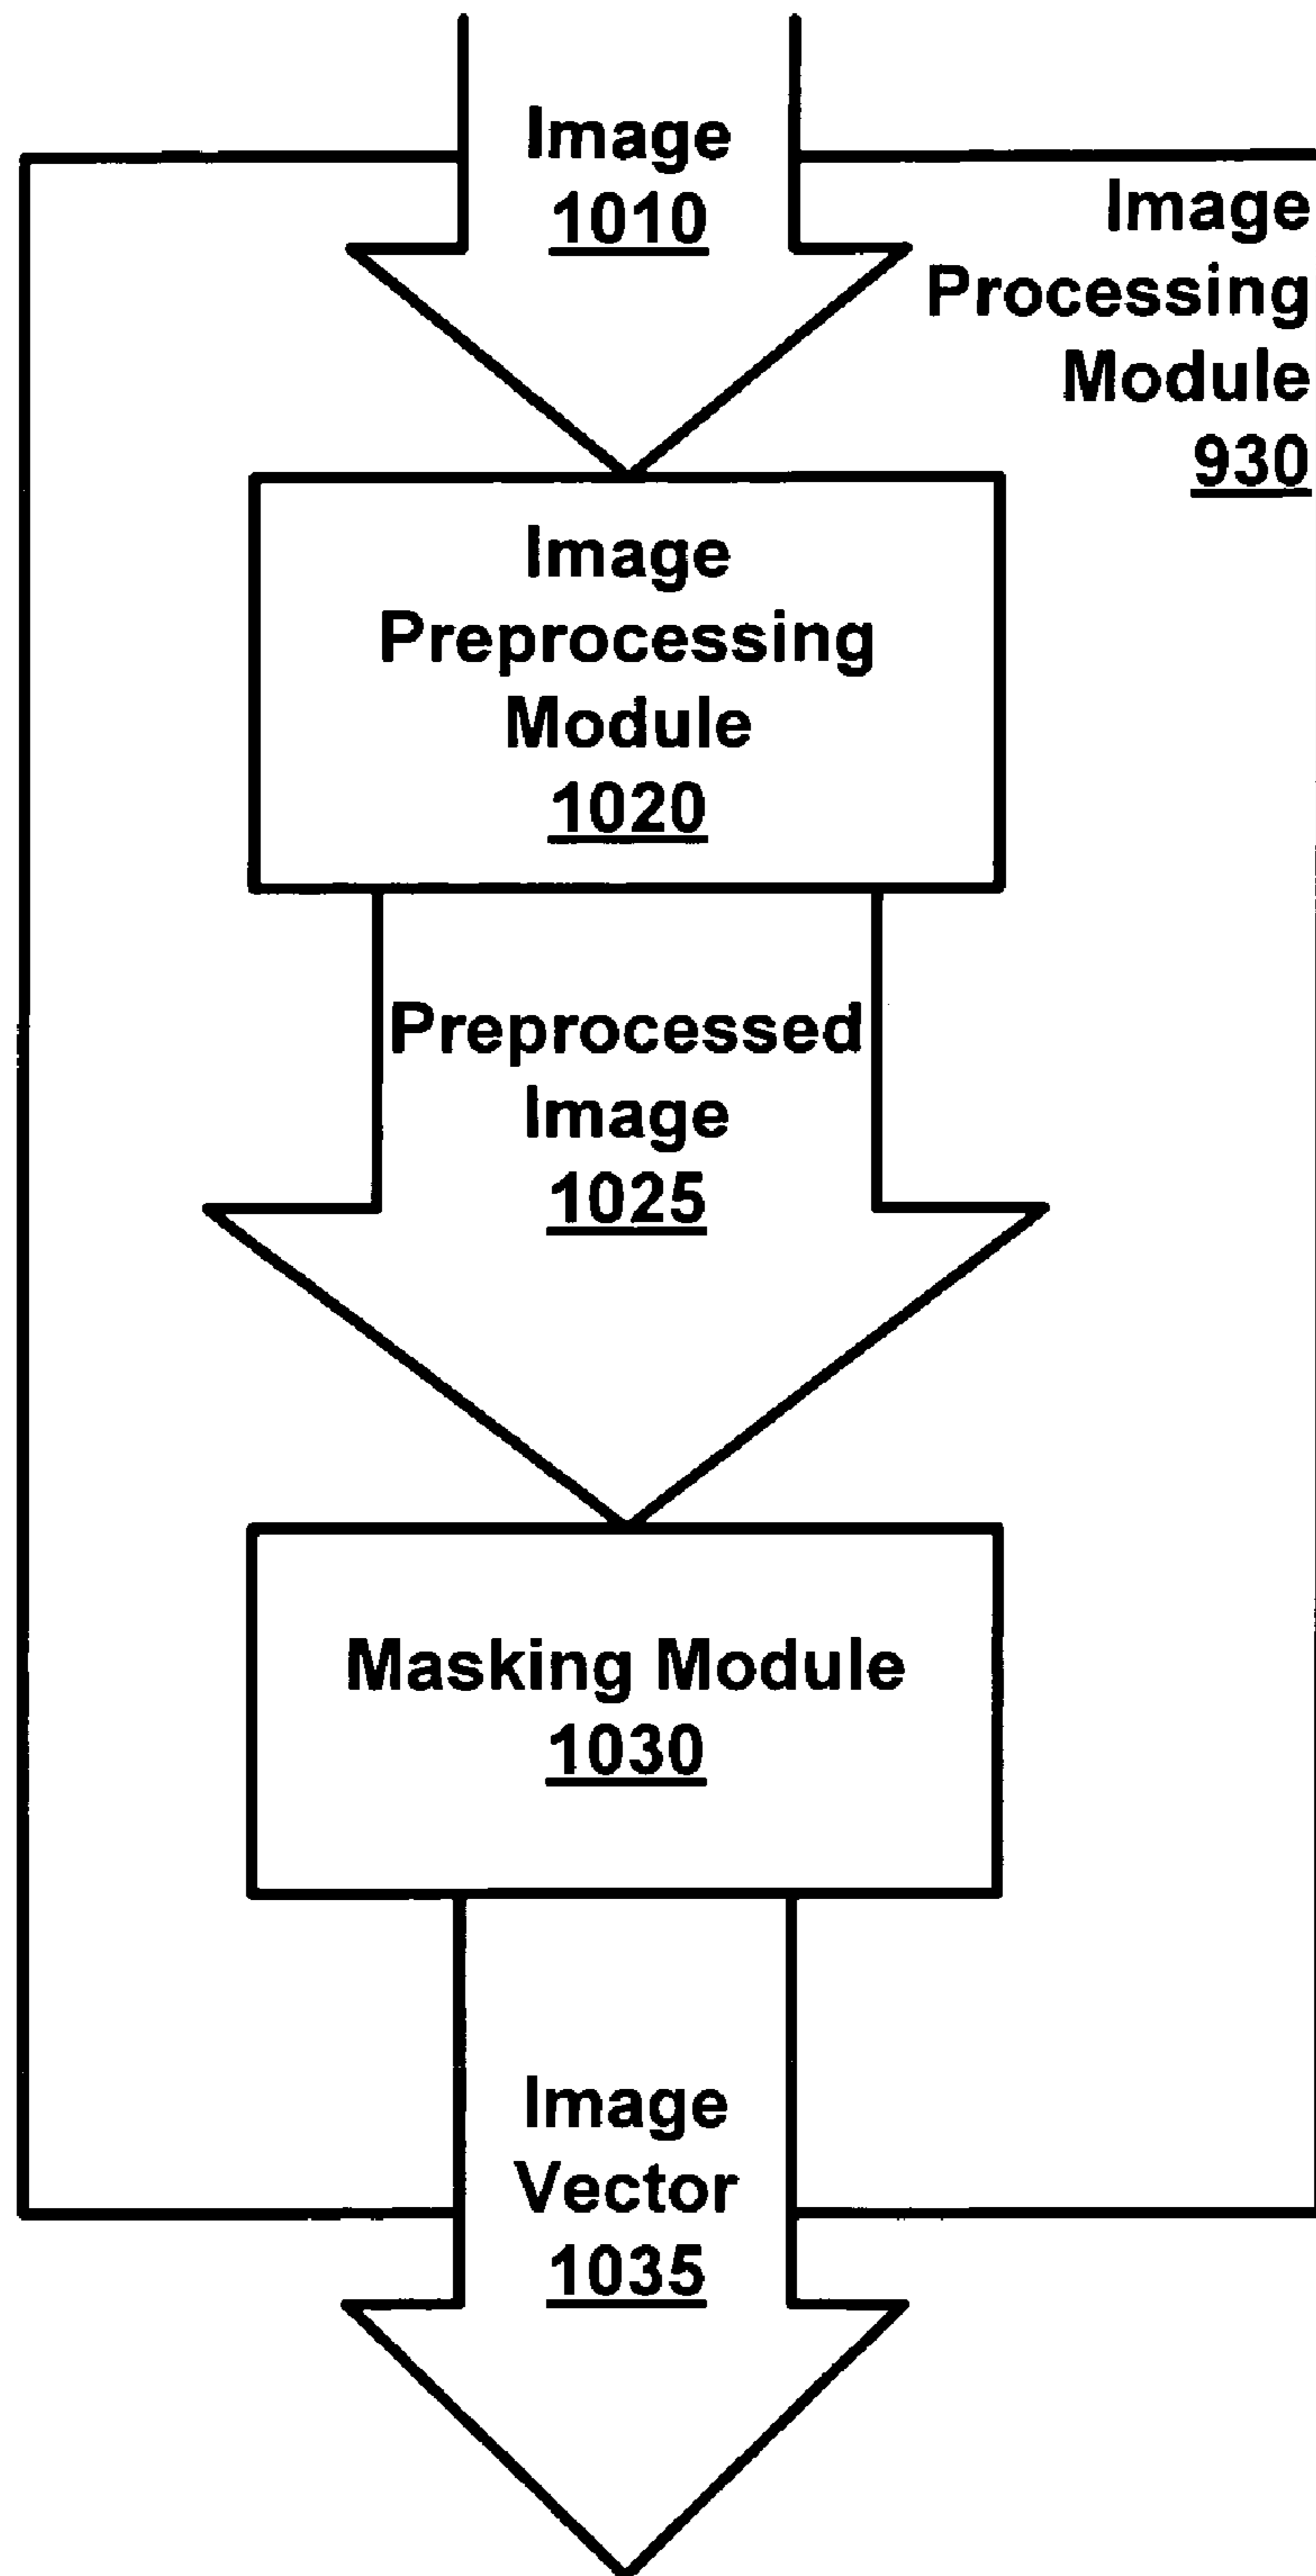 Image
1010
Image
Processing
Module
930
Image
Preprocessing
Module
1020
Preprocessed
Image
1025
Masking Module
1030
Image
Vector
1035